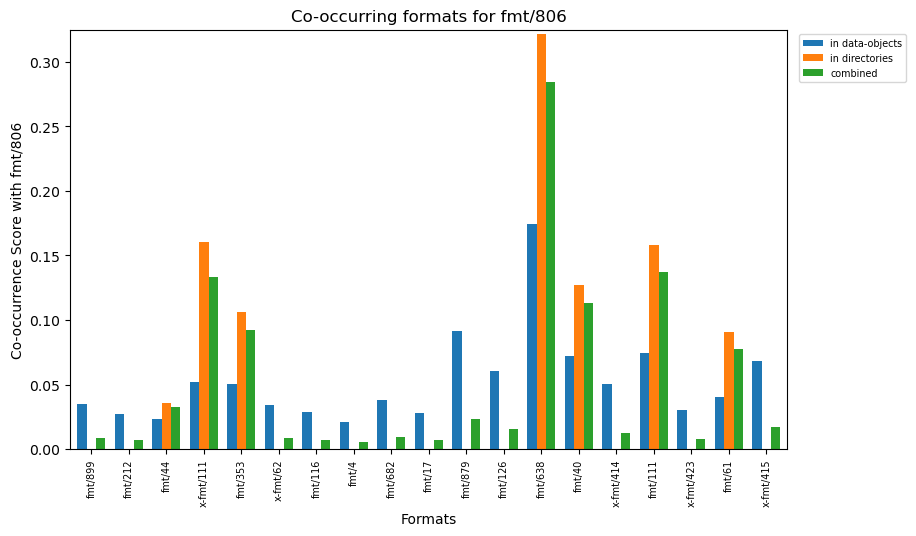 Co-occurring formats for fmt/806
in data-objects
in directories
combined
Co-occurrence Score with fmt/806
0.30
0.25
0.20
0.15
0.10
0.05
0.00
fmt/899
fmt/212
fmt/44
x-fmt/111
fmt/353
x-fmt/62
fmt/116
fmt/4
fmt/682
fmt/17
fmt/879
fmt/126
fmt/638
fmt/40
x-fmt/414
fmt/111
x-fmt/423
fmt/61
x-fmt/415
Formats